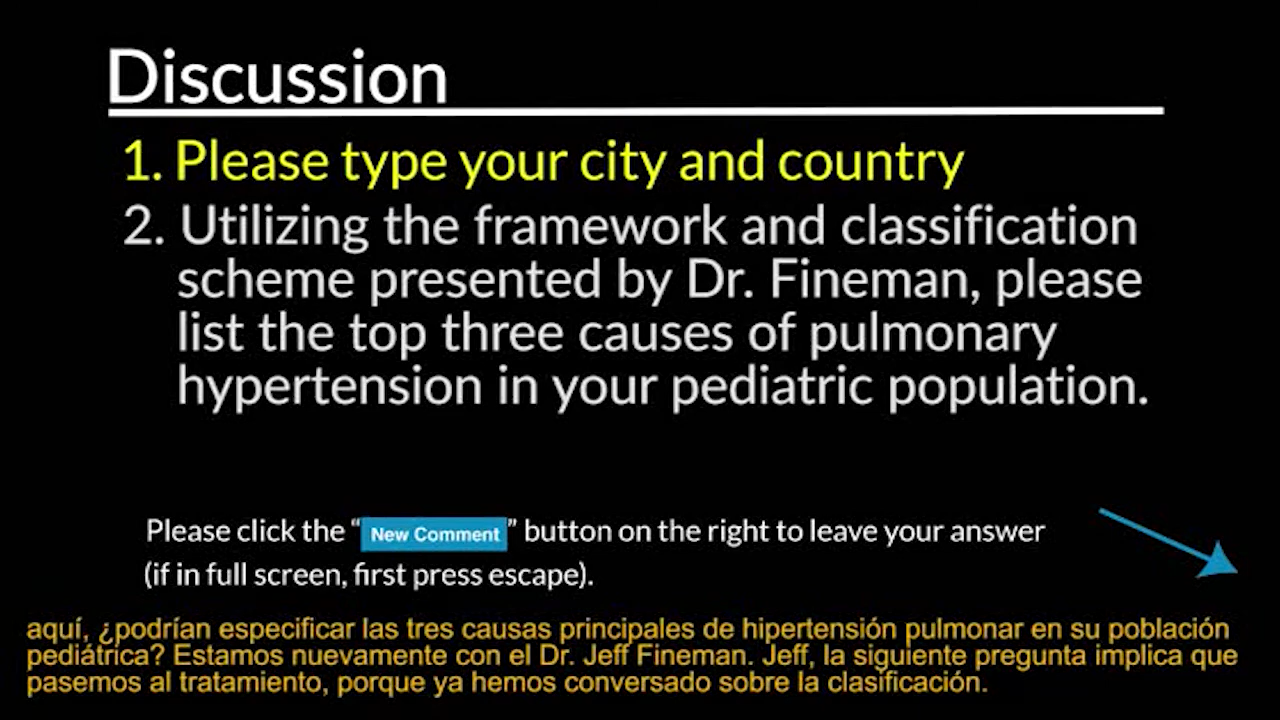 Discussion
1. Please type your city and country
2. Utilizing the framework and classification
scheme presented by Dr. Fineman, please
list the top three causes of pulmonary
hypertension in your pediatric population.
Please click the “New Comment” button on the right to leave your answer
(if in full screen, first press escape).
aquí, ¿podrían especificar las tres causas principales de hipertensión pulmonar en su población
pediátrica? Estamos nuevamente con el Dr. Jeff Fineman. Jeff, la siguiente pregunta implica que
pasemos al tratamiento, porque ya hemos conversado sobre la clasificación.